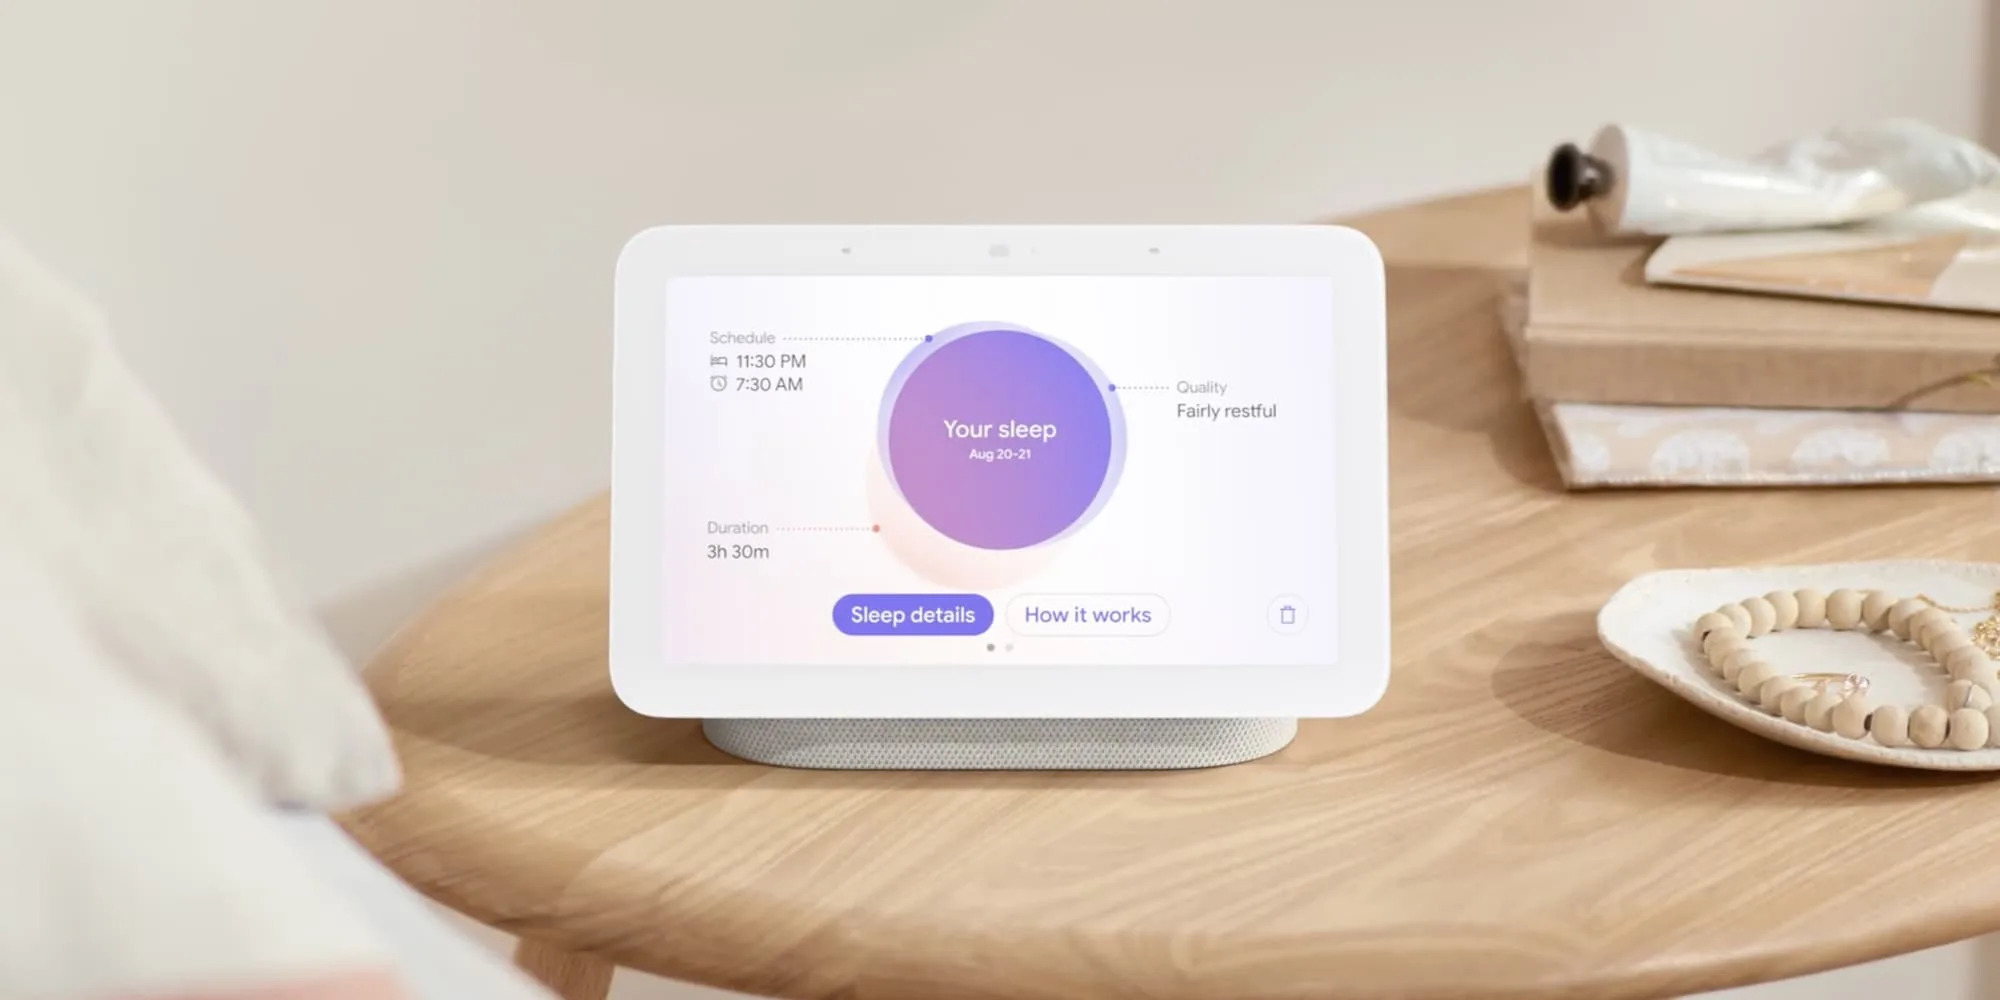 Schedule
11:30 PM
7:30 AM
Your sleep
Aug 20-21
Quality
Fairly restful
Duration
3h 30m
Sleep details
How it works